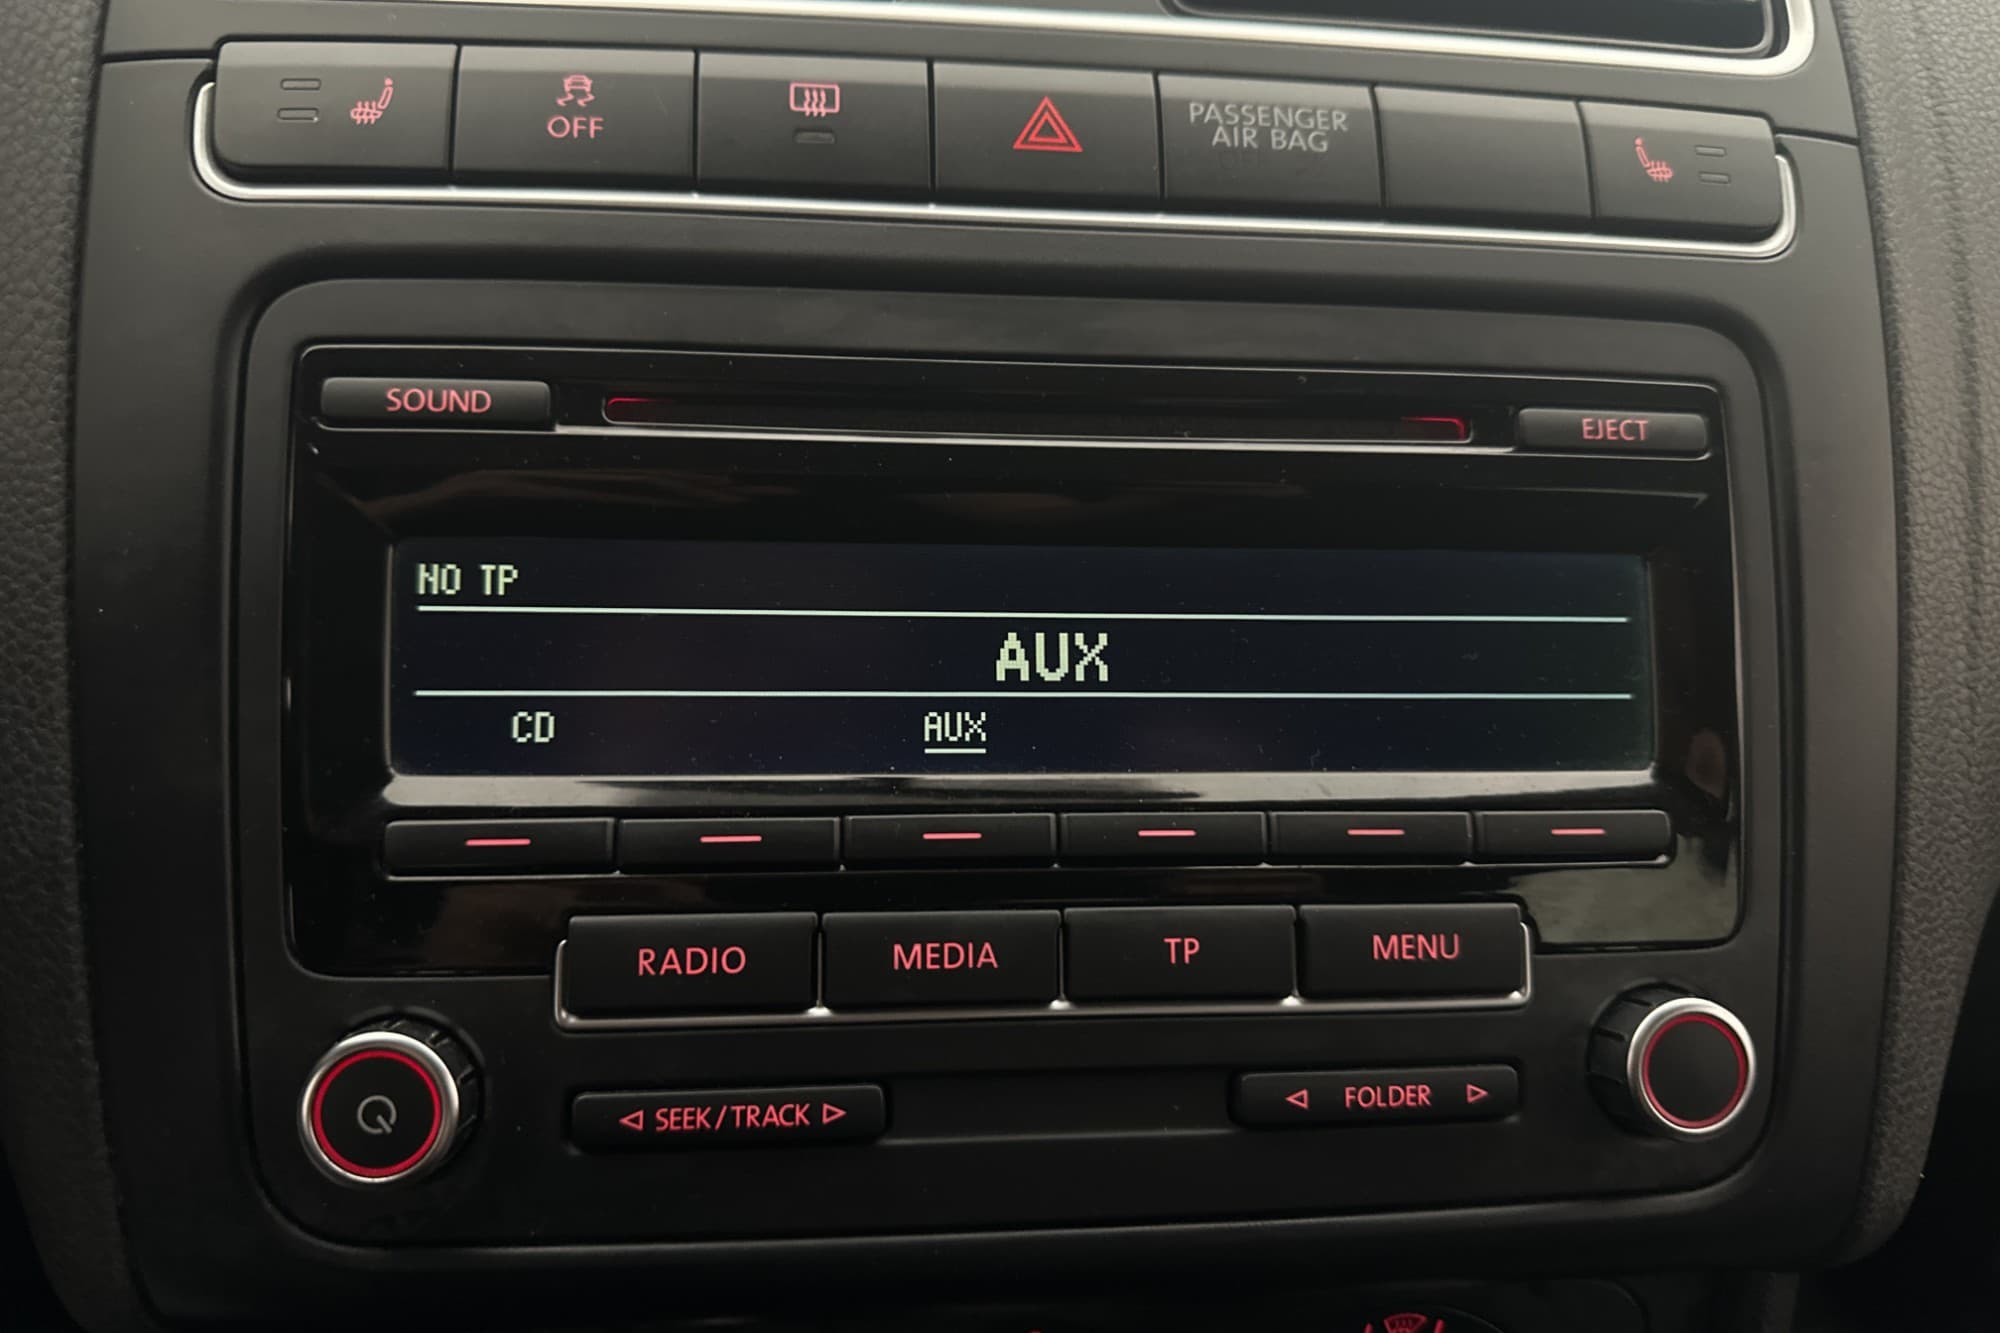 OFF
PASSENGER
AIR BAG
SOUND
EJECT
NO TP
AUX
CD AUX
RADIO MEDIA TP MENU
SEEK/TRACK FOLDER